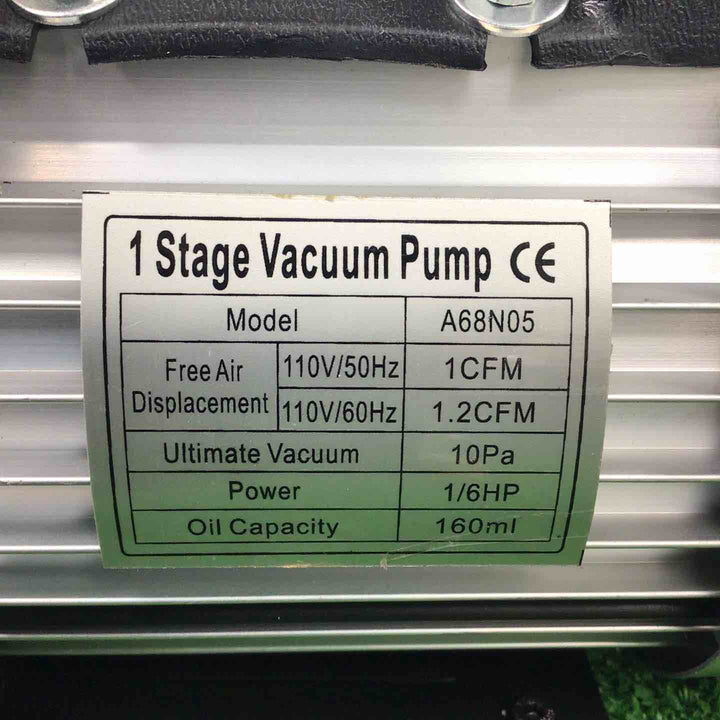 1 Stage Vacuum Pump CE
Model A68N05
Free Air Displacement 110V/50Hz 1CFM
110V/60Hz 1.2CFM
Ultimate Vacuum 10Pa
Power 1/6HP
Oil Capacity 160ml